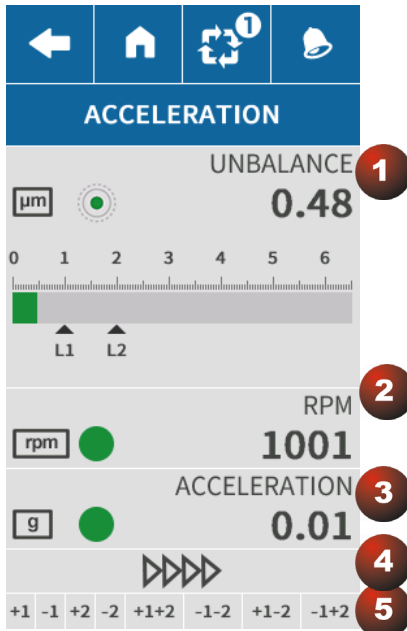 1
ACCELERATION
UNBALANCE 1
µm 0.48
0 1 2 3 4 5 6
L1 L2
2
RPM
rpm 1001
ACCELERATION 3
g 0.01
4
+1 -1 +2 -2 +1+2 -1-2 +1-2 -1+2 5